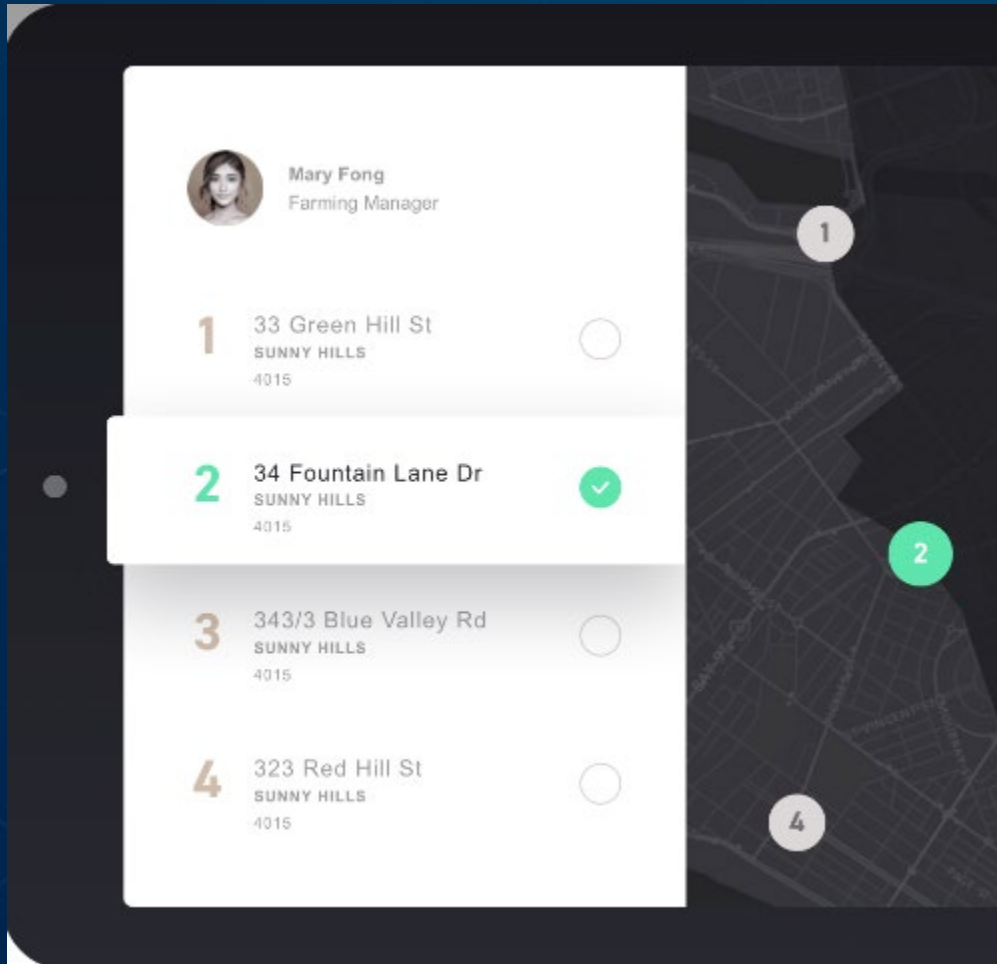 Mary Fong
Farming Manager
1
33 Green Hill St
SUNNY HILLS
4015
2
34 Fountain Lane Dr
SUNNY HILLS
4015
3
343/3 Blue Valley Rd
SUNNY HILLS
4015
4
323 Red Hill St
SUNNY HILLS
4015
1
2
4